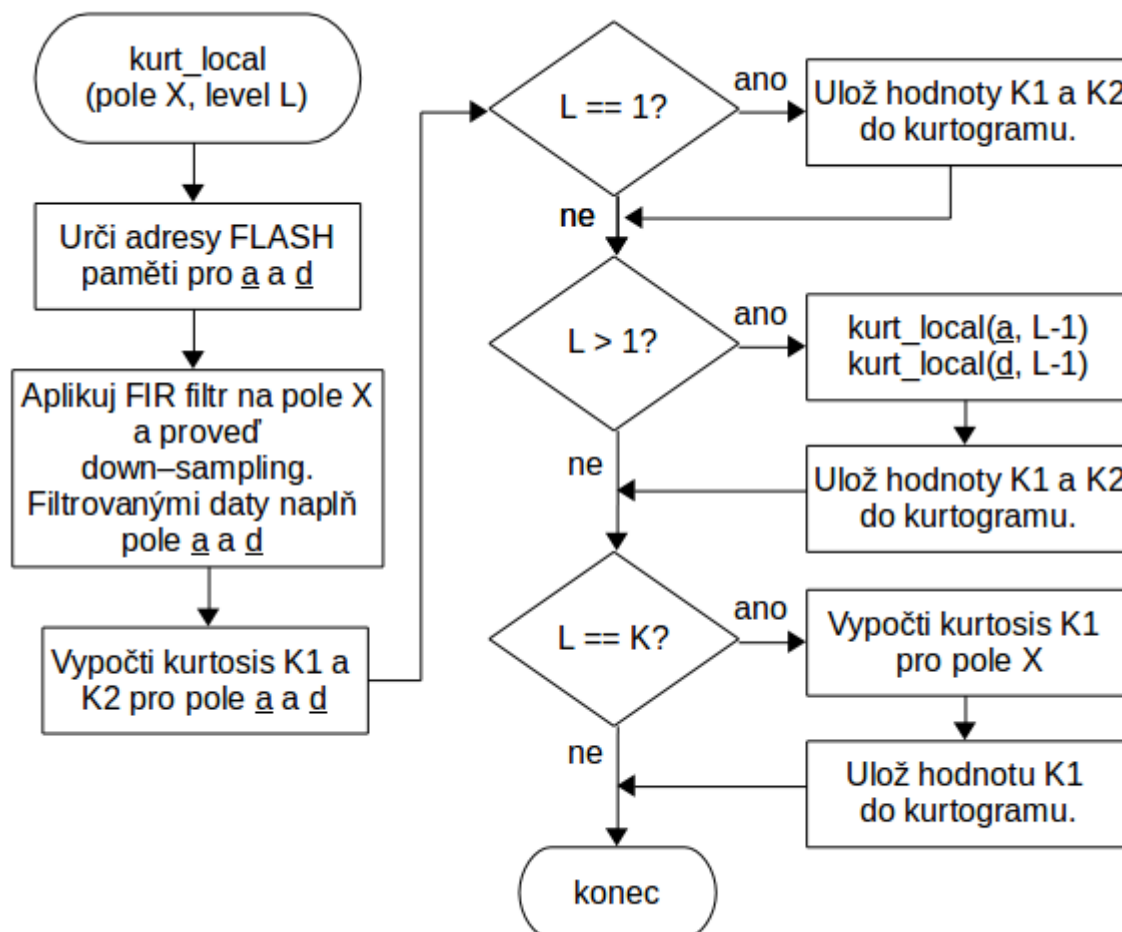 kurt_local
(pole X, level L)
Urči adresy FLASH
paměti pro a a d
Aplikuj FIR filtr na pole X
a proveď
down–sampling.
Filtrovanými daty naplň
pole a a d
Vypočti kurtosis K1 a
K2 pro pole a a d
L == 1?
ano
Ulož hodnoty K1 a K2
do kurtogramu.
ne
L > 1?
ano
kurt_local(a, L-1)
kurt_local(d, L-1)
ne
Ulož hodnoty K1 a K2
do kurtogramu.
L == K?
ano
Vypočti kurtosis K1
pro pole X
ne
Ulož hodnotu K1
do kurtogramu.
konec